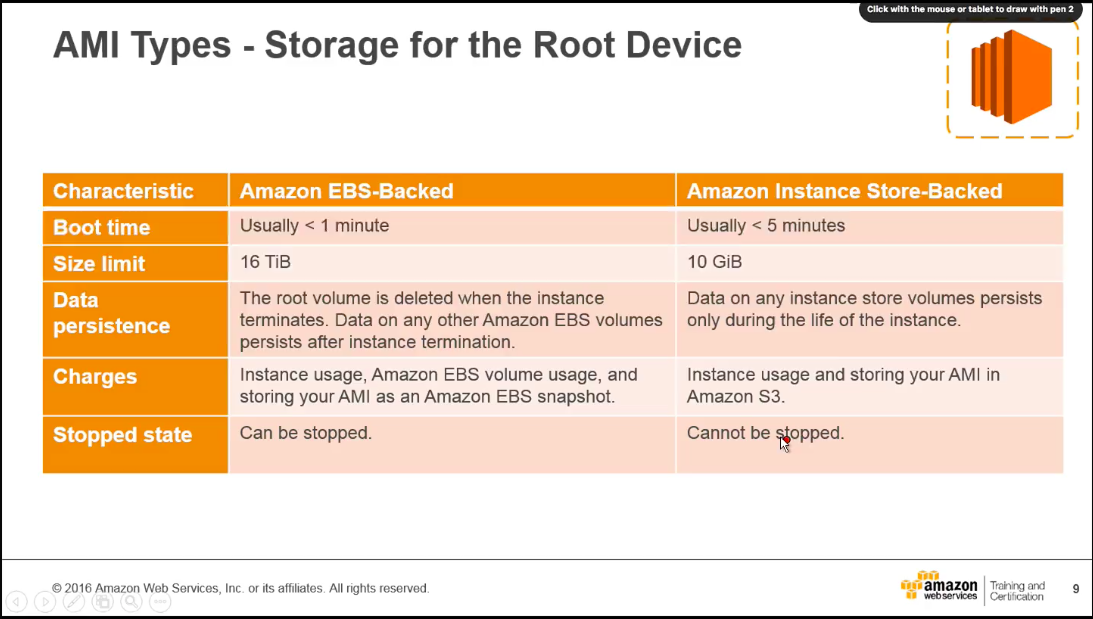 Click with the mouse or tablet to draw with pen 2
AMI Types - Storage for the Root Device
Characteristic
Amazon EBS-Backed
Amazon Instance Store-Backed
Boot time
Usually < 1 minute
Usually < 5 minutes
Size limit
16 TiB
10 GiB
Data
persistence
The root volume is deleted when the instance
terminates. Data on any other Amazon EBS volumes
persists after instance termination.
Data on any instance store volumes persists
only during the life of the instance.
Charges
Instance usage, Amazon EBS volume usage, and
storing your AMI as an Amazon EBS snapshot.
Instance usage and storing your AMI in
Amazon S3.
Stopped state
Can be stopped.
Cannot be stopped.
© 2016 Amazon Web Services, Inc. or its affiliates. All rights reserved.
amazon
web services
Training and
Certification
9